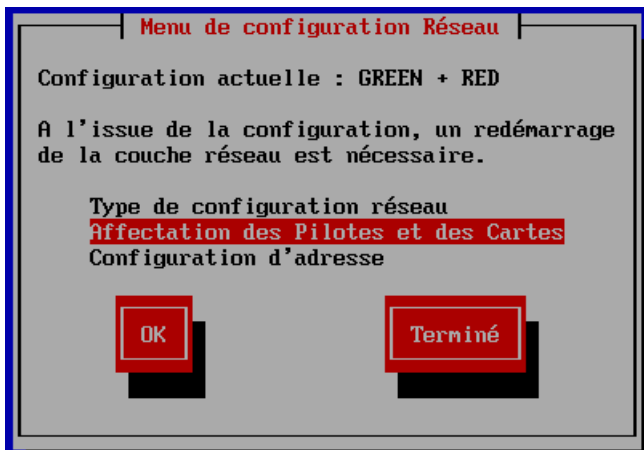 Menu de configuration Réseau
Configuration actuelle : GREEN + RED
A l'issue de la configuration, un redémarrage
de la couche réseau est nécessaire.
Type de configuration réseau
Affectation des Pilotes et des Cartes
Configuration d'adresse
OK
Terminé